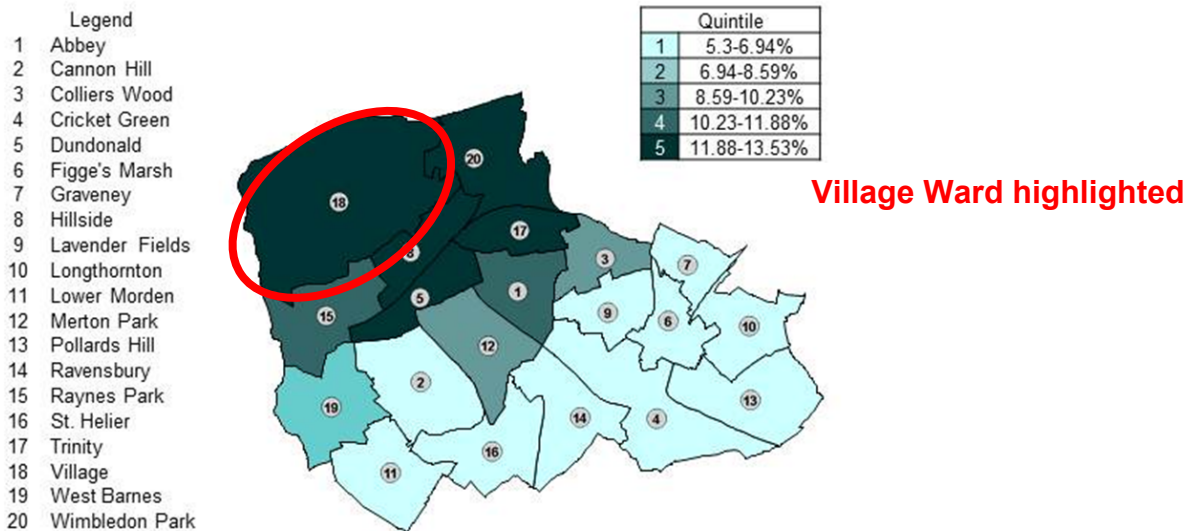 Legend
1 Abbey
2 Cannon Hill
3 Colliers Wood
4 Cricket Green
5 Dundonald
6 Figge's Marsh
7 Graveney
8 Hillside
9 Lavender Fields
10 Longthornton
11 Lower Morden
12 Merton Park
13 Pollards Hill
14 Ravensbury
15 Raynes Park
16 St. Helier
17 Trinity
18 Village
19 West Barnes
20 Wimbledon Park
Quintile
1 5.3-6.94%
2 6.94-8.59%
3 8.59-10.23%
4 10.23-11.88%
5 11.88-13.53%
Village Ward highlighted
20
18
17
8
3
7
5
1
15
9
6
10
12
2
13
19
14
4
16
11